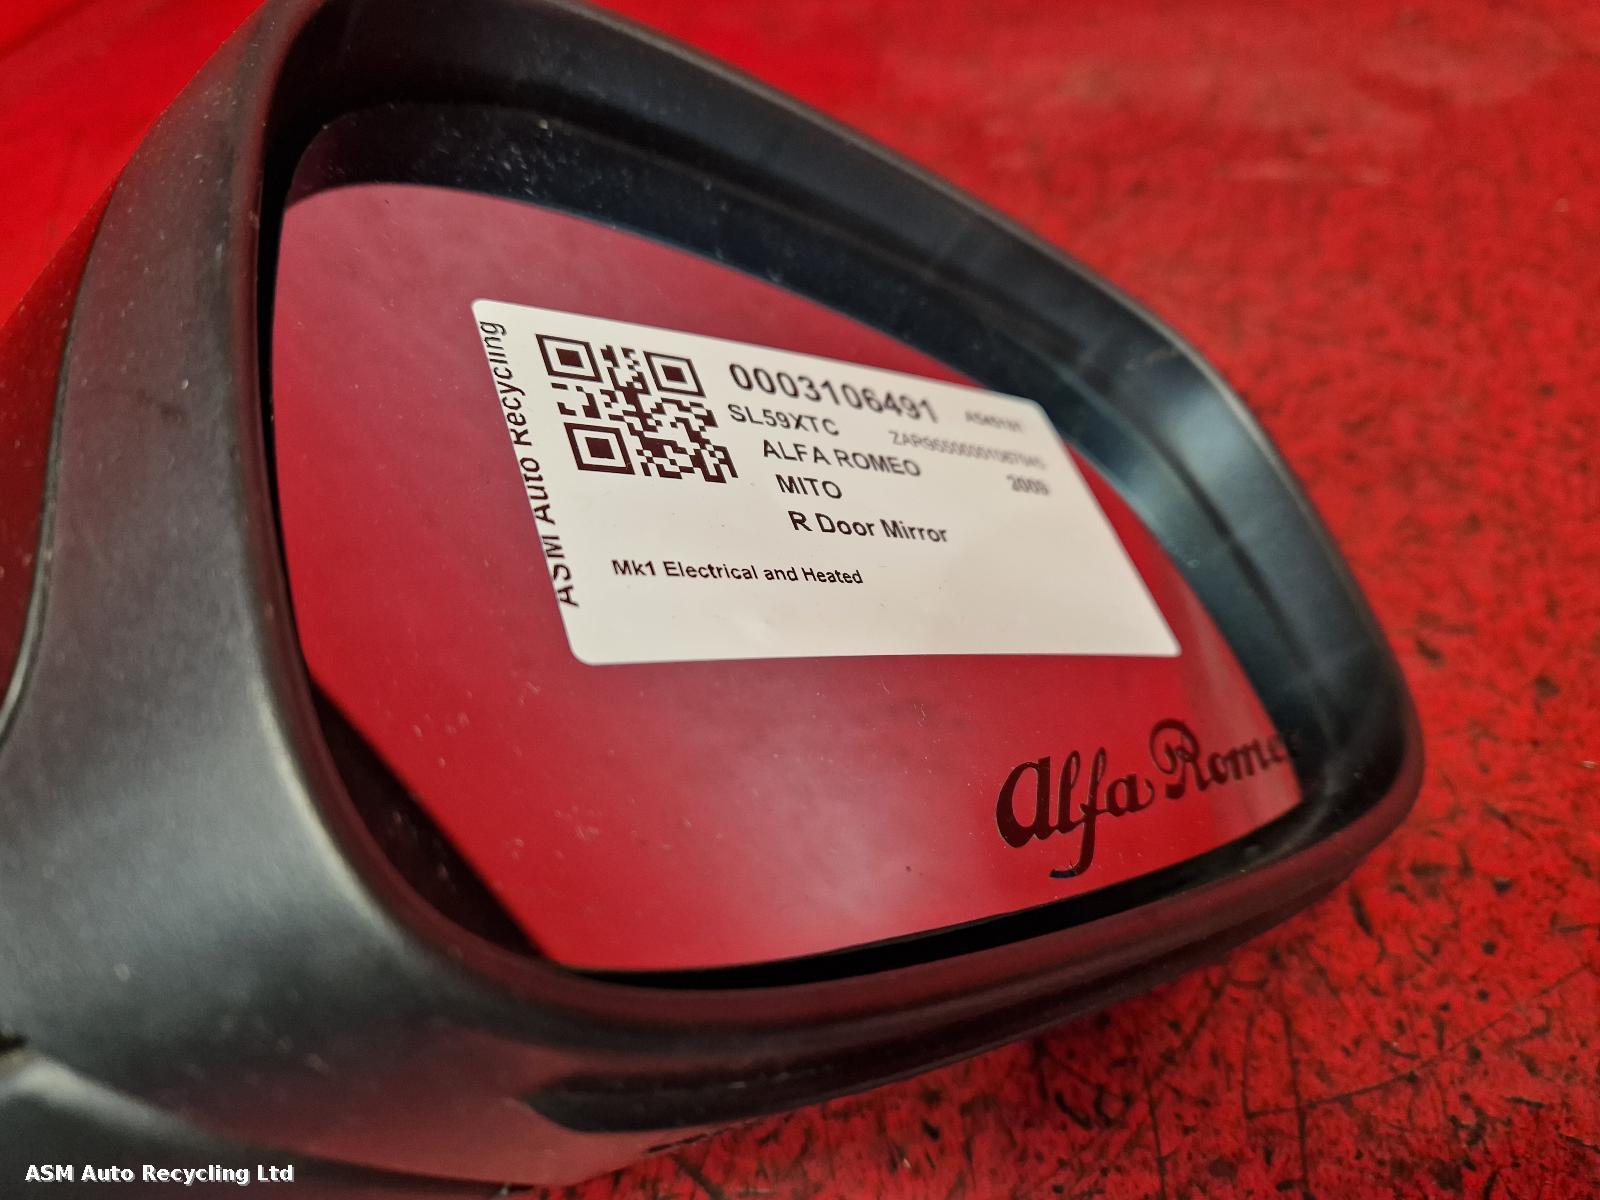 ASM Auto Recycling
0003106491
SL59XTC
ALFA ROMEO
2009
MITO
R Door Mirror
Mk1 Electrical and Heated
Alfa Romeo
ASM Auto Recycling Ltd